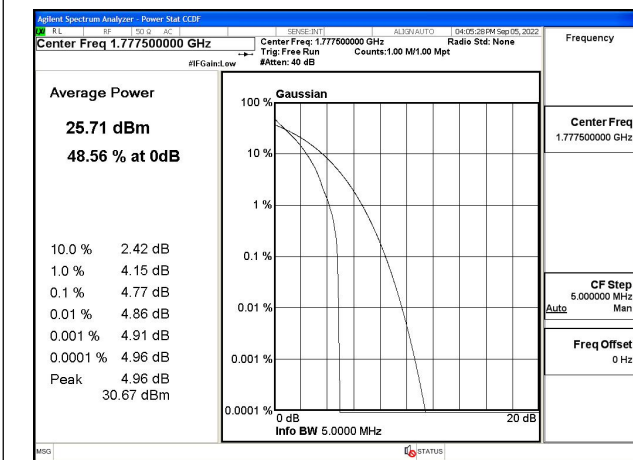 Agilent Spectrum Analyzer - Power Stat CCDF
RL RF 50 Ω AC SENSE:INT ALIGN AUTO 04:05:28 PM Sep 05, 2022
Center Freq 1.777500000 GHz
Center Freq: 1.777500000 GHz Radio Std: None
Trig: Free Run Counts:1.00 M/1.00 Mpt
#IFGain:Low #Atten: 40 dB
Frequency
Average Power
25.71 dBm
48.56 % at 0dB
10.0 % 2.42 dB
1.0 % 4.15 dB
0.1 % 4.77 dB
0.01 % 4.86 dB
0.001 % 4.91 dB
0.0001 % 4.96 dB
Peak 4.96 dB
30.67 dBm
Gaussian
100 %
10 %
1 %
0.1 %
0.01 %
0.001 %
0.0001 %
0 dB 20 dB
Info BW 5.0000 MHz
Center Freq
1.777500000 GHz
CF Step
5.000000 MHz
Auto Man
Freq Offset
0 Hz
MSG STATUS